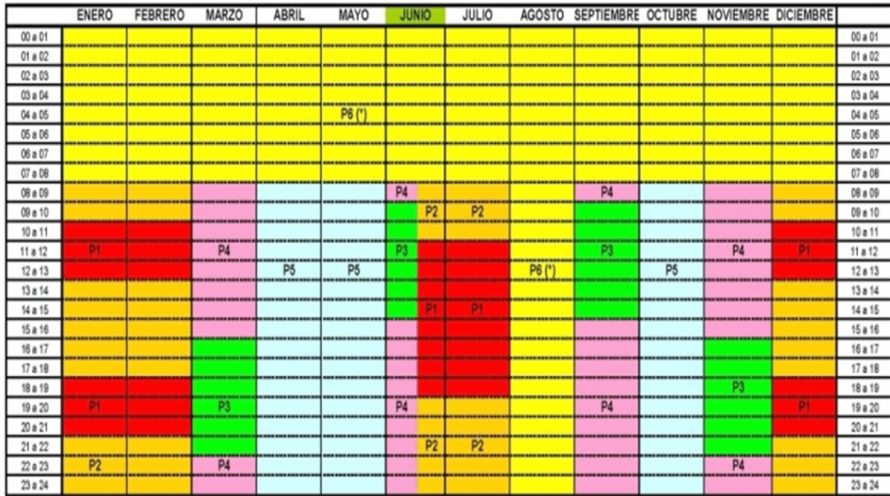 ENERO FEBRERO MARZO ABRIL MAYO JUNIO JULIO AGOSTO SEPTIEMBRE OCTUBRE NOVIEMBRE DICIEMBRE
00 a 01 00 a 01
01 a 02 01 a 02
02 a 03 02 a 03
03 a 04 03 a 04
04 a 05 P6 (*) 04 a 05
05 a 06 05 a 06
06 a 07 06 a 07
07 a 08 07 a 08
08 a 09 P4 P4 08 a 09
09 a 10 P2 P2 09 a 10
10 a 11 10 a 11
11 a 12 P1 P4 P3 P3 P4 P1 11 a 12
12 a 13 P5 P5 P6 (*) P5 12 a 13
13 a 14 13 a 14
14 a 15 P1 P1 14 a 15
15 a 16 15 a 16
16 a 17 16 a 17
17 a 18 17 a 18
18 a 19 P3 18 a 19
19 a 20 P1 P3 P4 P4 P1 19 a 20
20 a 21 20 a 21
21 a 22 P2 P2 21 a 22
22 a 23 P2 P4 P4 22 a 23
23 a 24 23 a 24